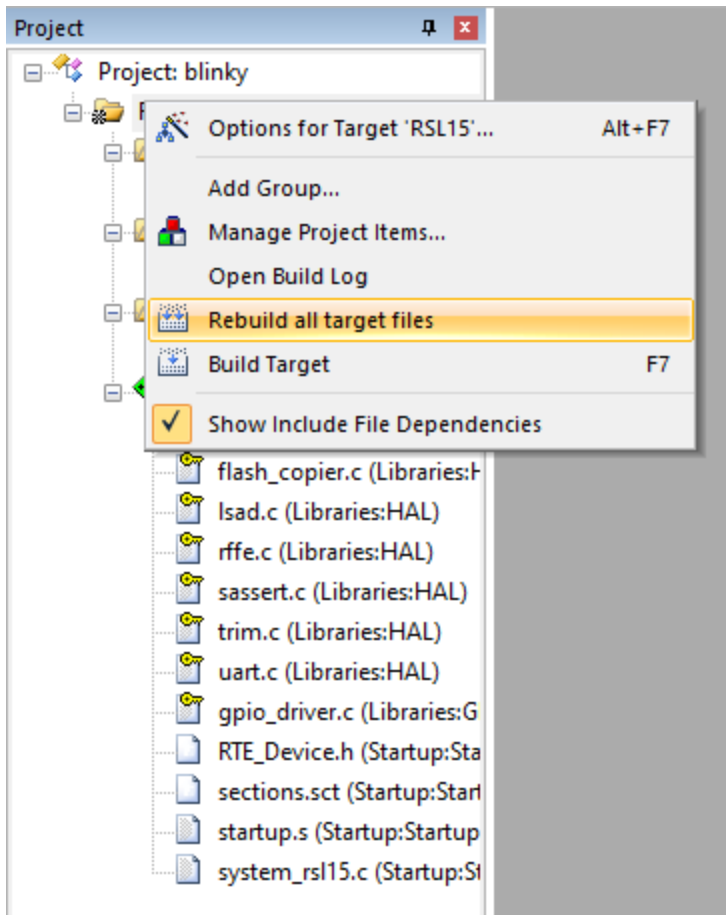 Project
Project: blinky
Options for Target 'RSL15'... Alt+F7
Add Group...
Manage Project Items...
Open Build Log
Rebuild all target files
Build Target F7
Show Include File Dependencies
flash_copier.c (Libraries:H
lsad.c (Libraries:HAL)
rffe.c (Libraries:HAL)
sassert.c (Libraries:HAL)
trim.c (Libraries:HAL)
uart.c (Libraries:HAL)
gpio_driver.c (Libraries:G
RTE_Device.h (Startup:Sta
sections.sct (Startup:Start
startup.s (Startup:Startup
system_rsl15.c (Startup:St